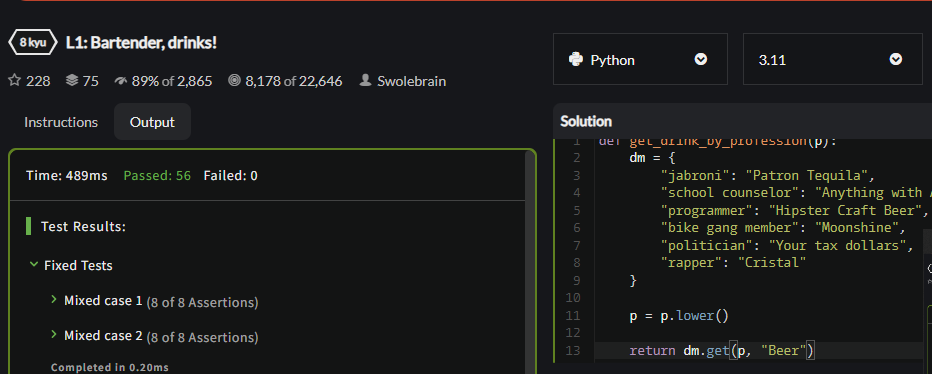 8 kyu L1: Bartender, drinks!
228 75 89% of 2,865 8,178 of 22,646 Swolebrain
Instructions Output
Time: 489ms Passed: 56 Failed: 0
Test Results:
Fixed Tests
Mixed case 1 (8 of 8 Assertions)
Mixed case 2 (8 of 8 Assertions)
Completed in 0.20ms
Python 3.11
Solution
1 def get_drink_by_profession(p):
2 dm = {
3 "jabroni": "Patron Tequila",
4 "school counselor": "Anything with
5 "programmer": "Hipster Craft Beer",
6 "bike gang member": "Moonshine",
7 "politician": "Your tax dollars",
8 "rapper": "Cristal"
9 }
10
11 p = p.lower()
12
13 return dm.get(p, "Beer")